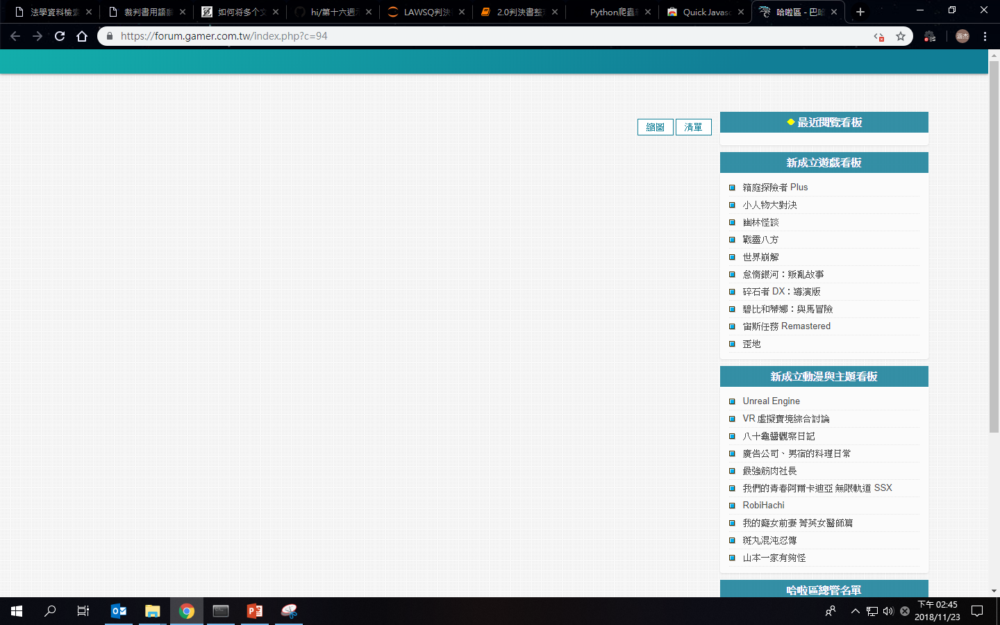 法學資料檢索
裁判書用語
如何将多个文
hi/第十六週
LAWSQ判決
2.0判決書整
Python爬蟲
Quick Javasc
哈啦區 - 巴哈
https://forum.gamer.com.tw/index.php?c=94
縮圖
清單
最近閱覽看板
新成立遊戲看板
箱庭探險者 Plus
小人物大對決
幽林怪談
戰靈八方
世界崩解
怠惰銀河：叛亂故事
碎石者 DX：導演版
碧比和蒂娜：與馬冒險
宙斯任務 Remastered
歪地
新成立動漫與主題看板
Unreal Engine
VR 虛擬實境綜合討論
八十龜醬觀察日記
廣告公司、男宿的料理日常
最強筋肉社長
我們的青春阿爾卡迪亞 無限軌道 SSX
RobiHachi
我的癡女前妻 菁英女醫師篇
斑丸混沌忍傳
山本一家有夠怪
哈啦區總管名單
下午 02:45
2018/11/23